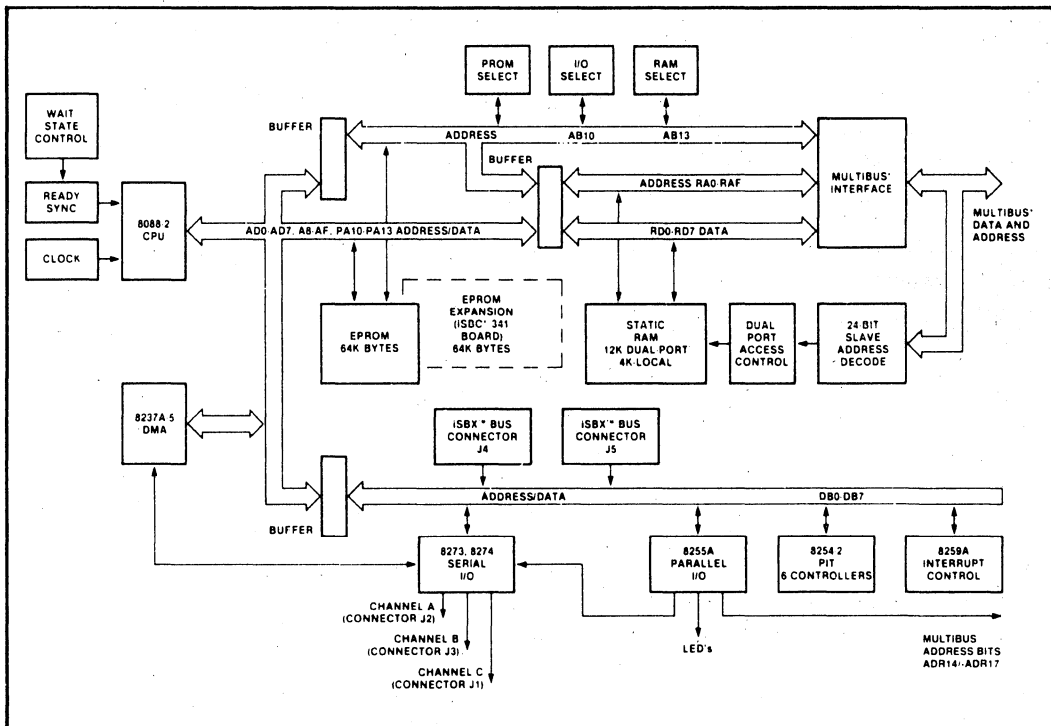 PROM
SELECT
I/O
SELECT
RAM
SELECT
WAIT
STATE
CONTROL
BUFFER
ADDRESS
AB10
AB13
BUFFER
READY
SYNC
8088-2
CPU
CLOCK
ADDRESS RA0-RAF
AD0-AD7, A8-AF, PA10-PA13 ADDRESS/DATA
RD0-RD7 DATA
MULTIBUS®
INTERFACE
MULTIBUS®
DATA AND
ADDRESS
EPROM
64K BYTES
EPROM
EXPANSION
(iSBC® 341
BOARD)
64K BYTES
STATIC
RAM
12K DUAL-PORT
4K-LOCAL
DUAL
PORT
ACCESS
CONTROL
24-BIT
SLAVE
ADDRESS
DECODE
8237A-5
DMA
iSBX™ BUS
CONNECTOR
J4
iSBX™ BUS
CONNECTOR
J5
ADDRESS/DATA
DB0-DB7
BUFFER
8273, 8274
SERIAL
I/O
8255A
PARALLEL
I/O
8254-2
PIT
6 CONTROLLERS
8259A
INTERRUPT
CONTROL
CHANNEL A
(CONNECTOR J2)
CHANNEL B
(CONNECTOR J3)
CHANNEL C
(CONNECTOR J1)
LED's
MULTIBUS
ADDRESS BITS
ADR14/-ADR17